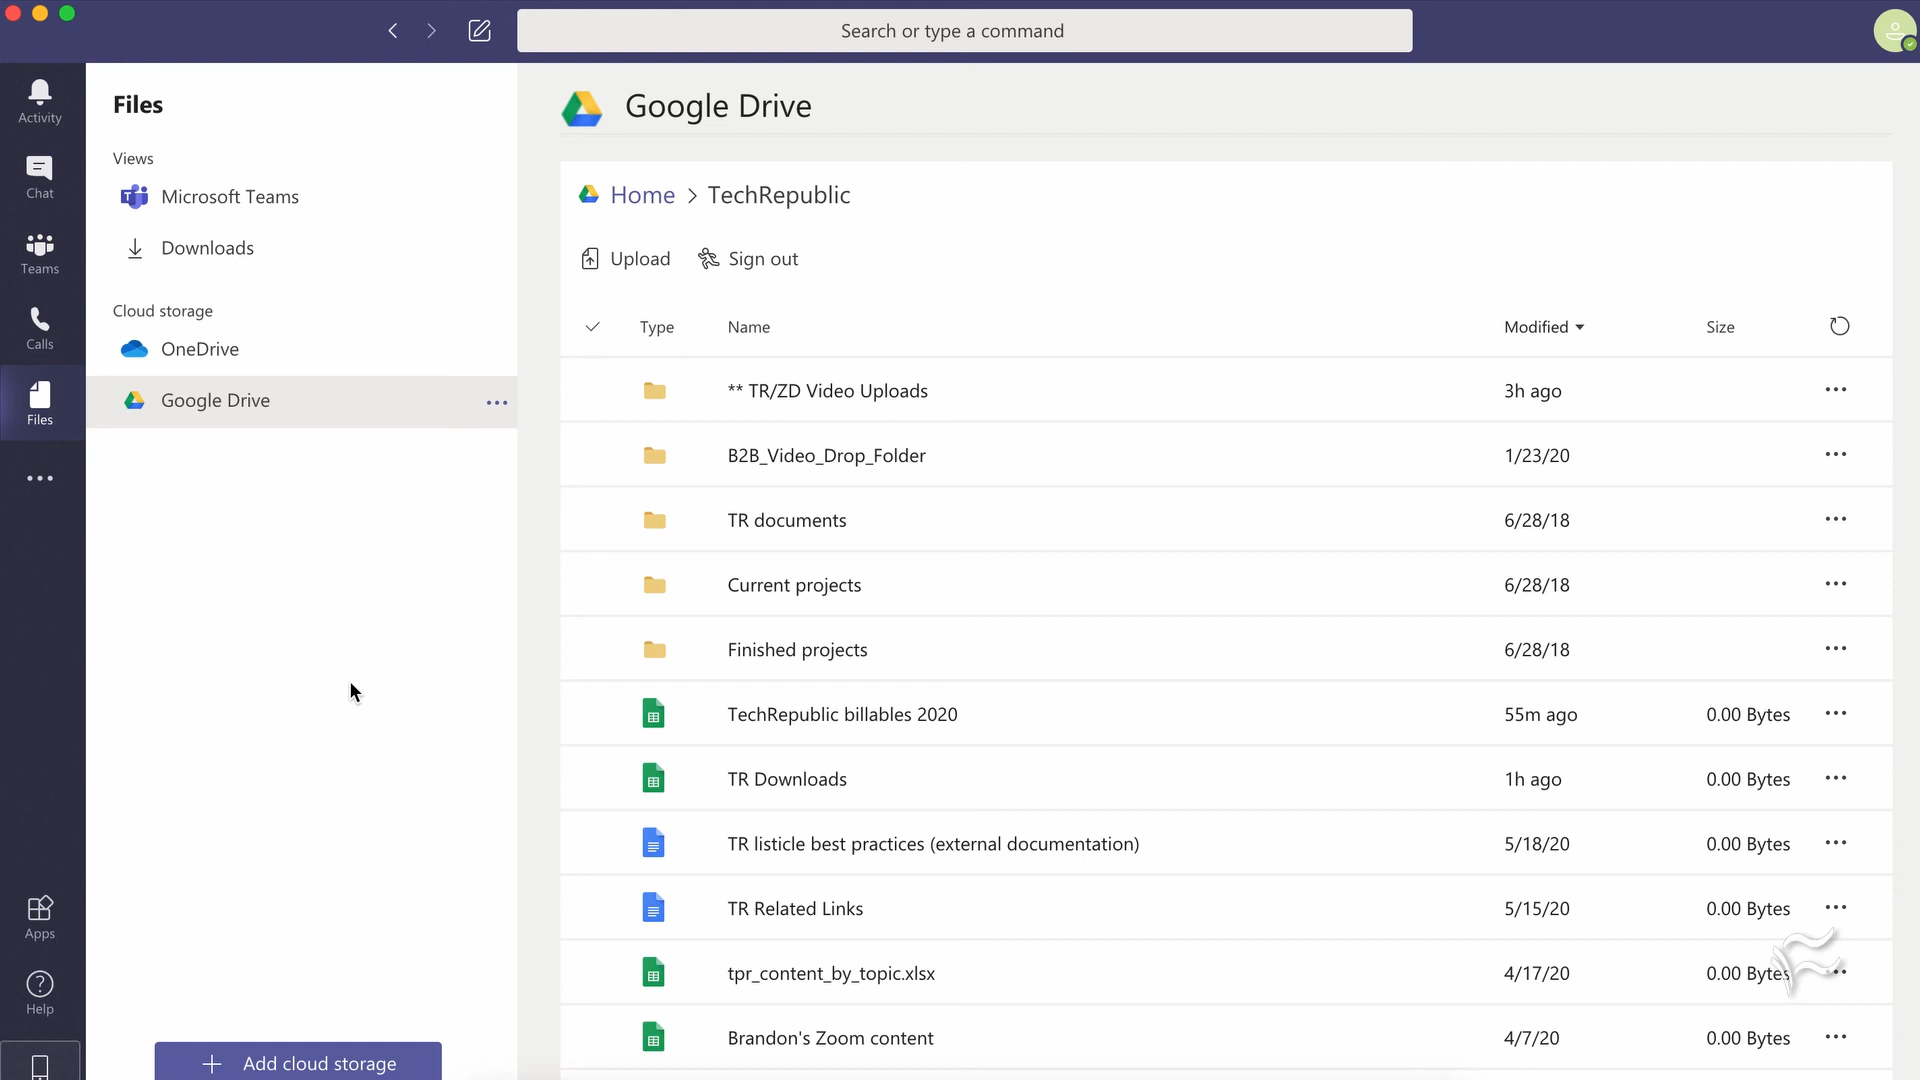 Search or type a command
Activity
Chat
Teams
Calls
Files
Apps
Help
Files
Views
Microsoft Teams
Downloads
Cloud storage
OneDrive
Google Drive
Add cloud storage
Google Drive
Home > TechRepublic
Upload Sign out
Type Name Modified Size
** TR/ZD Video Uploads 3h ago
B2B_Video_Drop_Folder 1/23/20
TR documents 6/28/18
Current projects 6/28/18
Finished projects 6/28/18
TechRepublic billables 2020 55m ago 0.00 Bytes
TR Downloads 1h ago 0.00 Bytes
TR listicle best practices (external documentation) 5/18/20 0.00 Bytes
TR Related Links 5/15/20 0.00 Bytes
tpr_content_by_topic.xlsx 4/17/20 0.00 Bytes
Brandon's Zoom content 4/7/20 0.00 Bytes